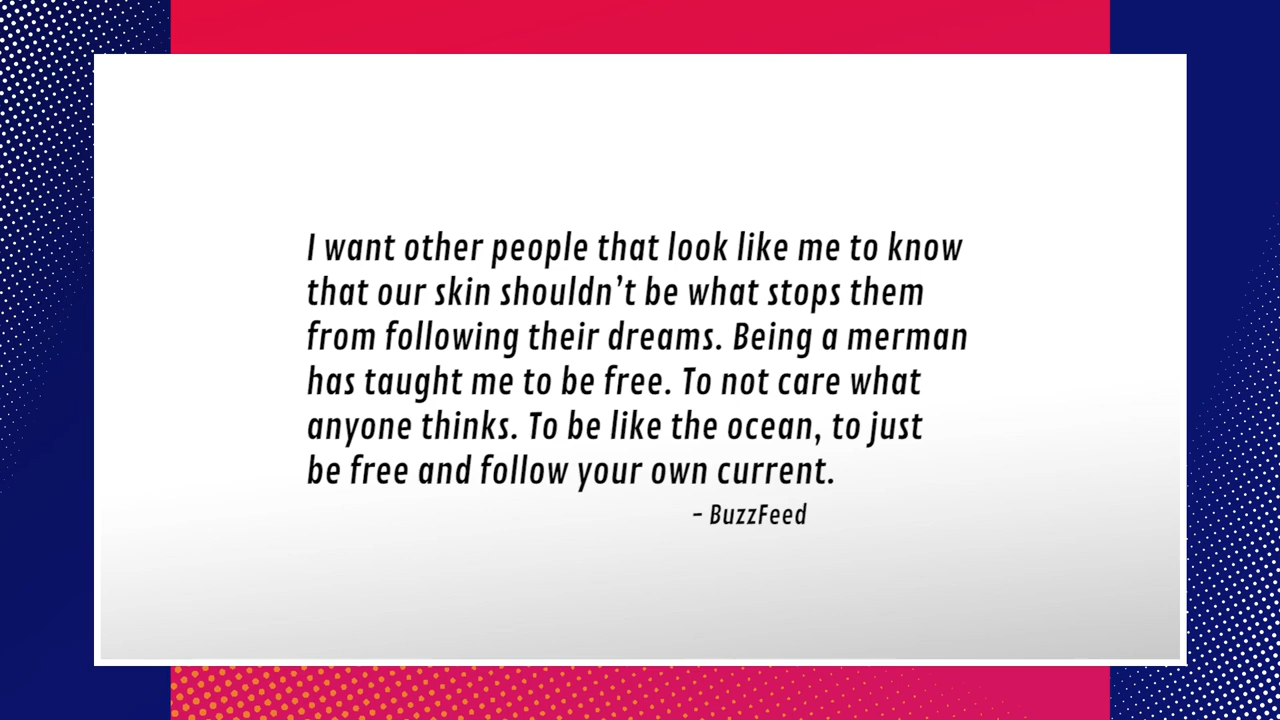 I want other people that look like me to know
that our skin shouldn’t be what stops them
from following their dreams. Being a merman
has taught me to be free. To not care what
anyone thinks. To be like the ocean, to just
be free and follow your own current.
– BuzzFeed